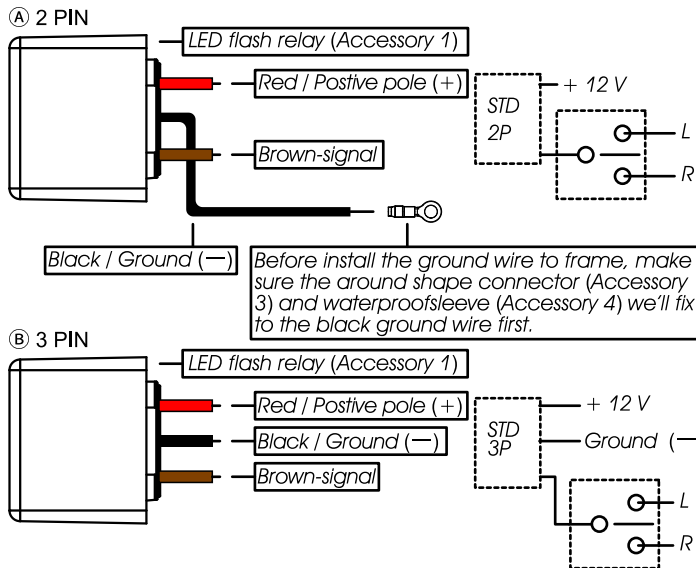 Ⓐ 2 PIN
LED flash relay (Accessory 1)
Red / Postive pole (+)
Brown-signal
Black / Ground (—)
STD
2P
+ 12 V
L
R
Before install the ground wire to frame, make
sure the around shape connector (Accessory
3) and waterproofsleeve (Accessory 4) we'll fix
to the black ground wire first.
Ⓑ 3 PIN
LED flash relay (Accessory 1)
Red / Postive pole (+)
Black / Ground (—)
Brown-signal
STD
3P
+ 12 V
Ground (—
L
R